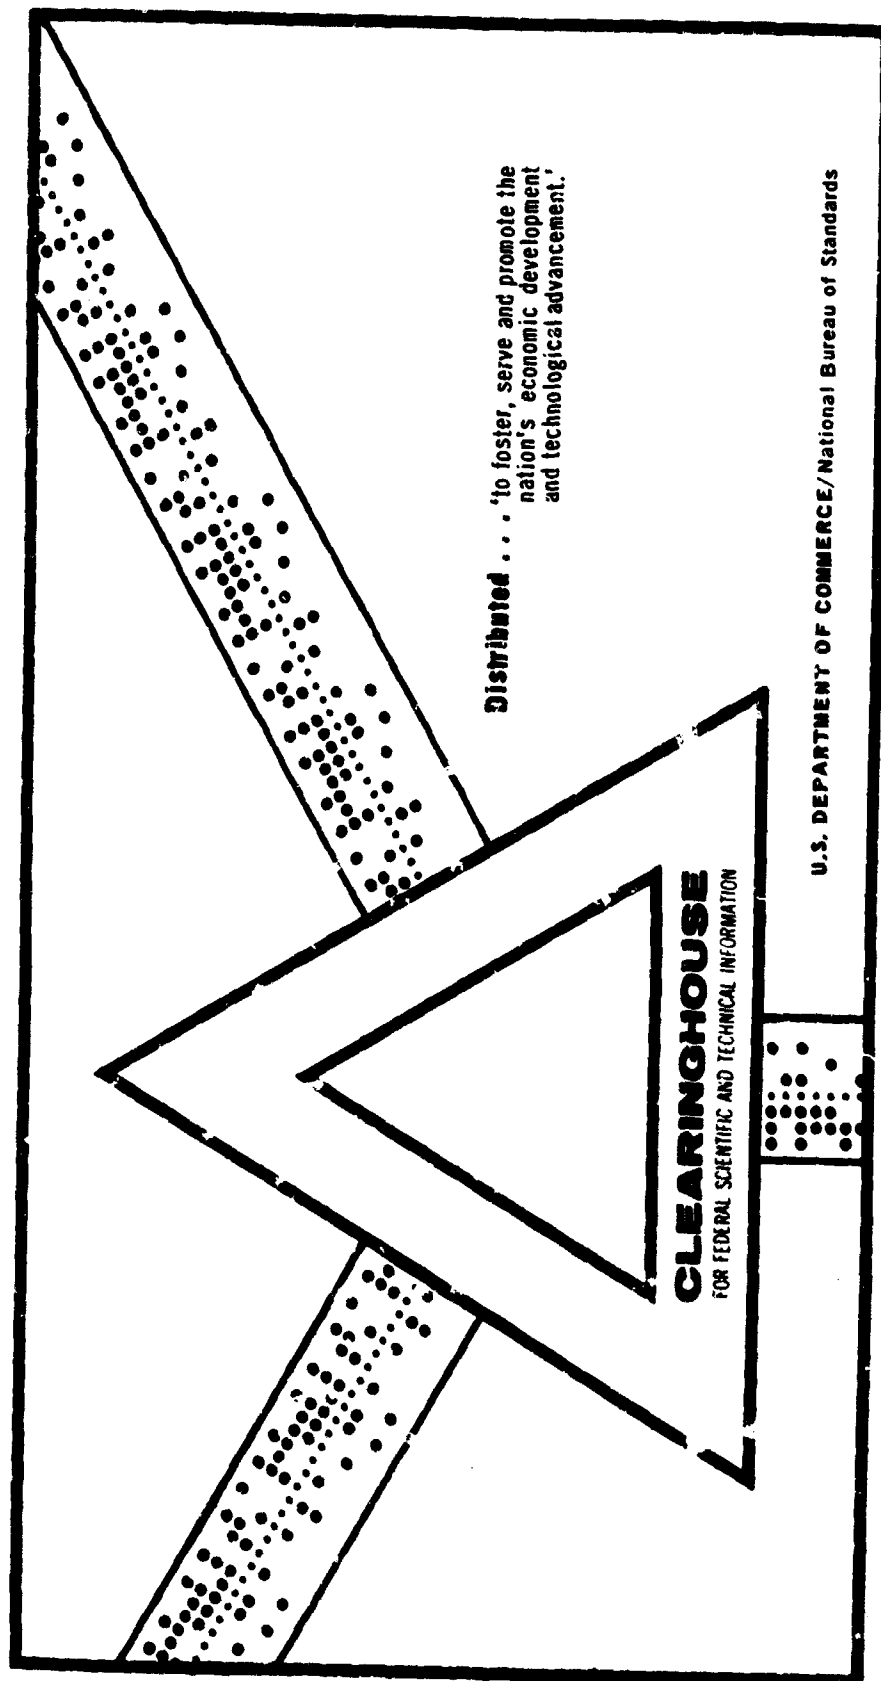 Distributed . . . 'to foster, serve and promote the
nation's economic development
and technological advancement.'
CLEARINGHOUSE
FOR FEDERAL SCIENTIFIC AND TECHNICAL INFORMATION
U.S. DEPARTMENT OF COMMERCE/National Bureau of Standards